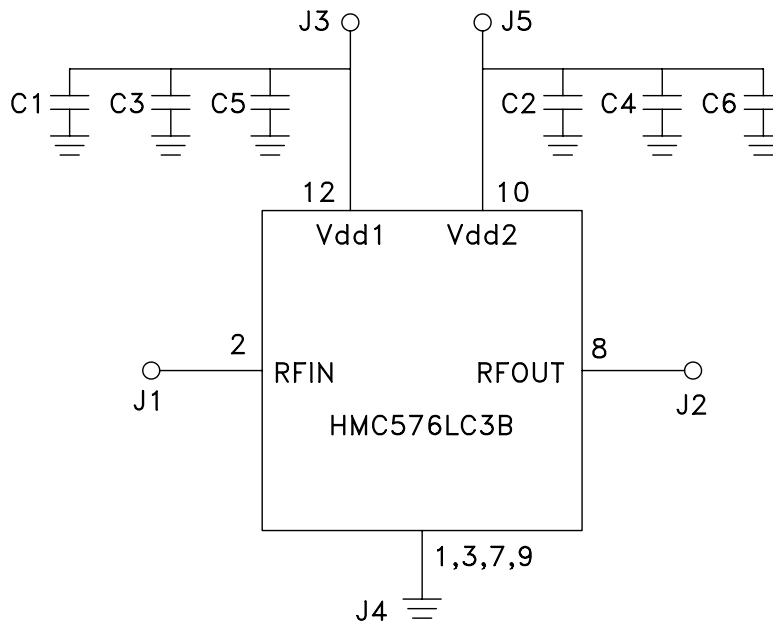 J3 J5
C1 C3 C5 C2 C4 C6
12 10
Vdd1 Vdd2
2 8
RFIN RFOUT
J1 J2
HMC576LC3B
1,3,7,9
J4